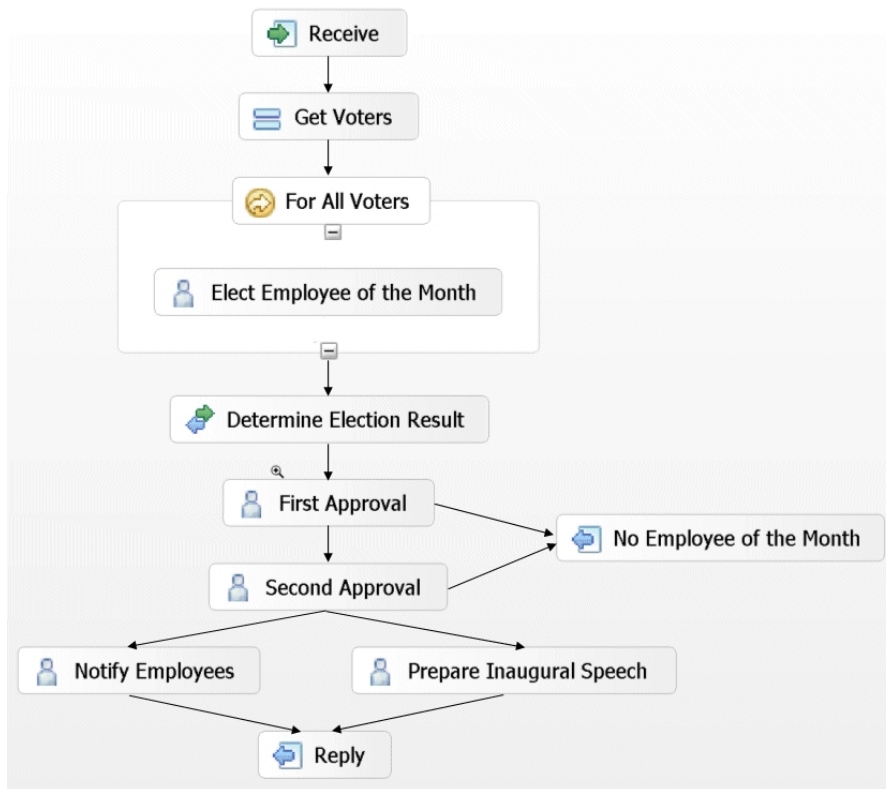 Receive
Get Voters
For All Voters
Elect Employee of the Month
Determine Election Result
First Approval
No Employee of the Month
Second Approval
Notify Employees
Prepare Inaugural Speech
Reply